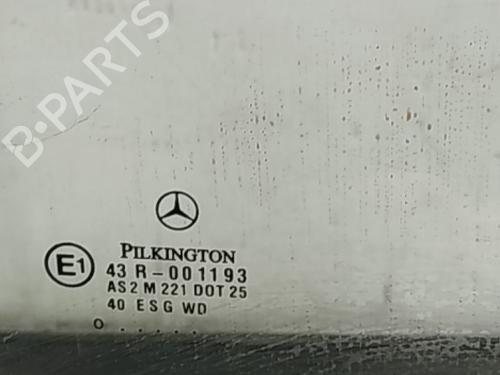 B-PARTS
PILKINGTON
E1
43 R-001193
AS2 M 221 DOT 25
40 ESG WD
O . . . . .